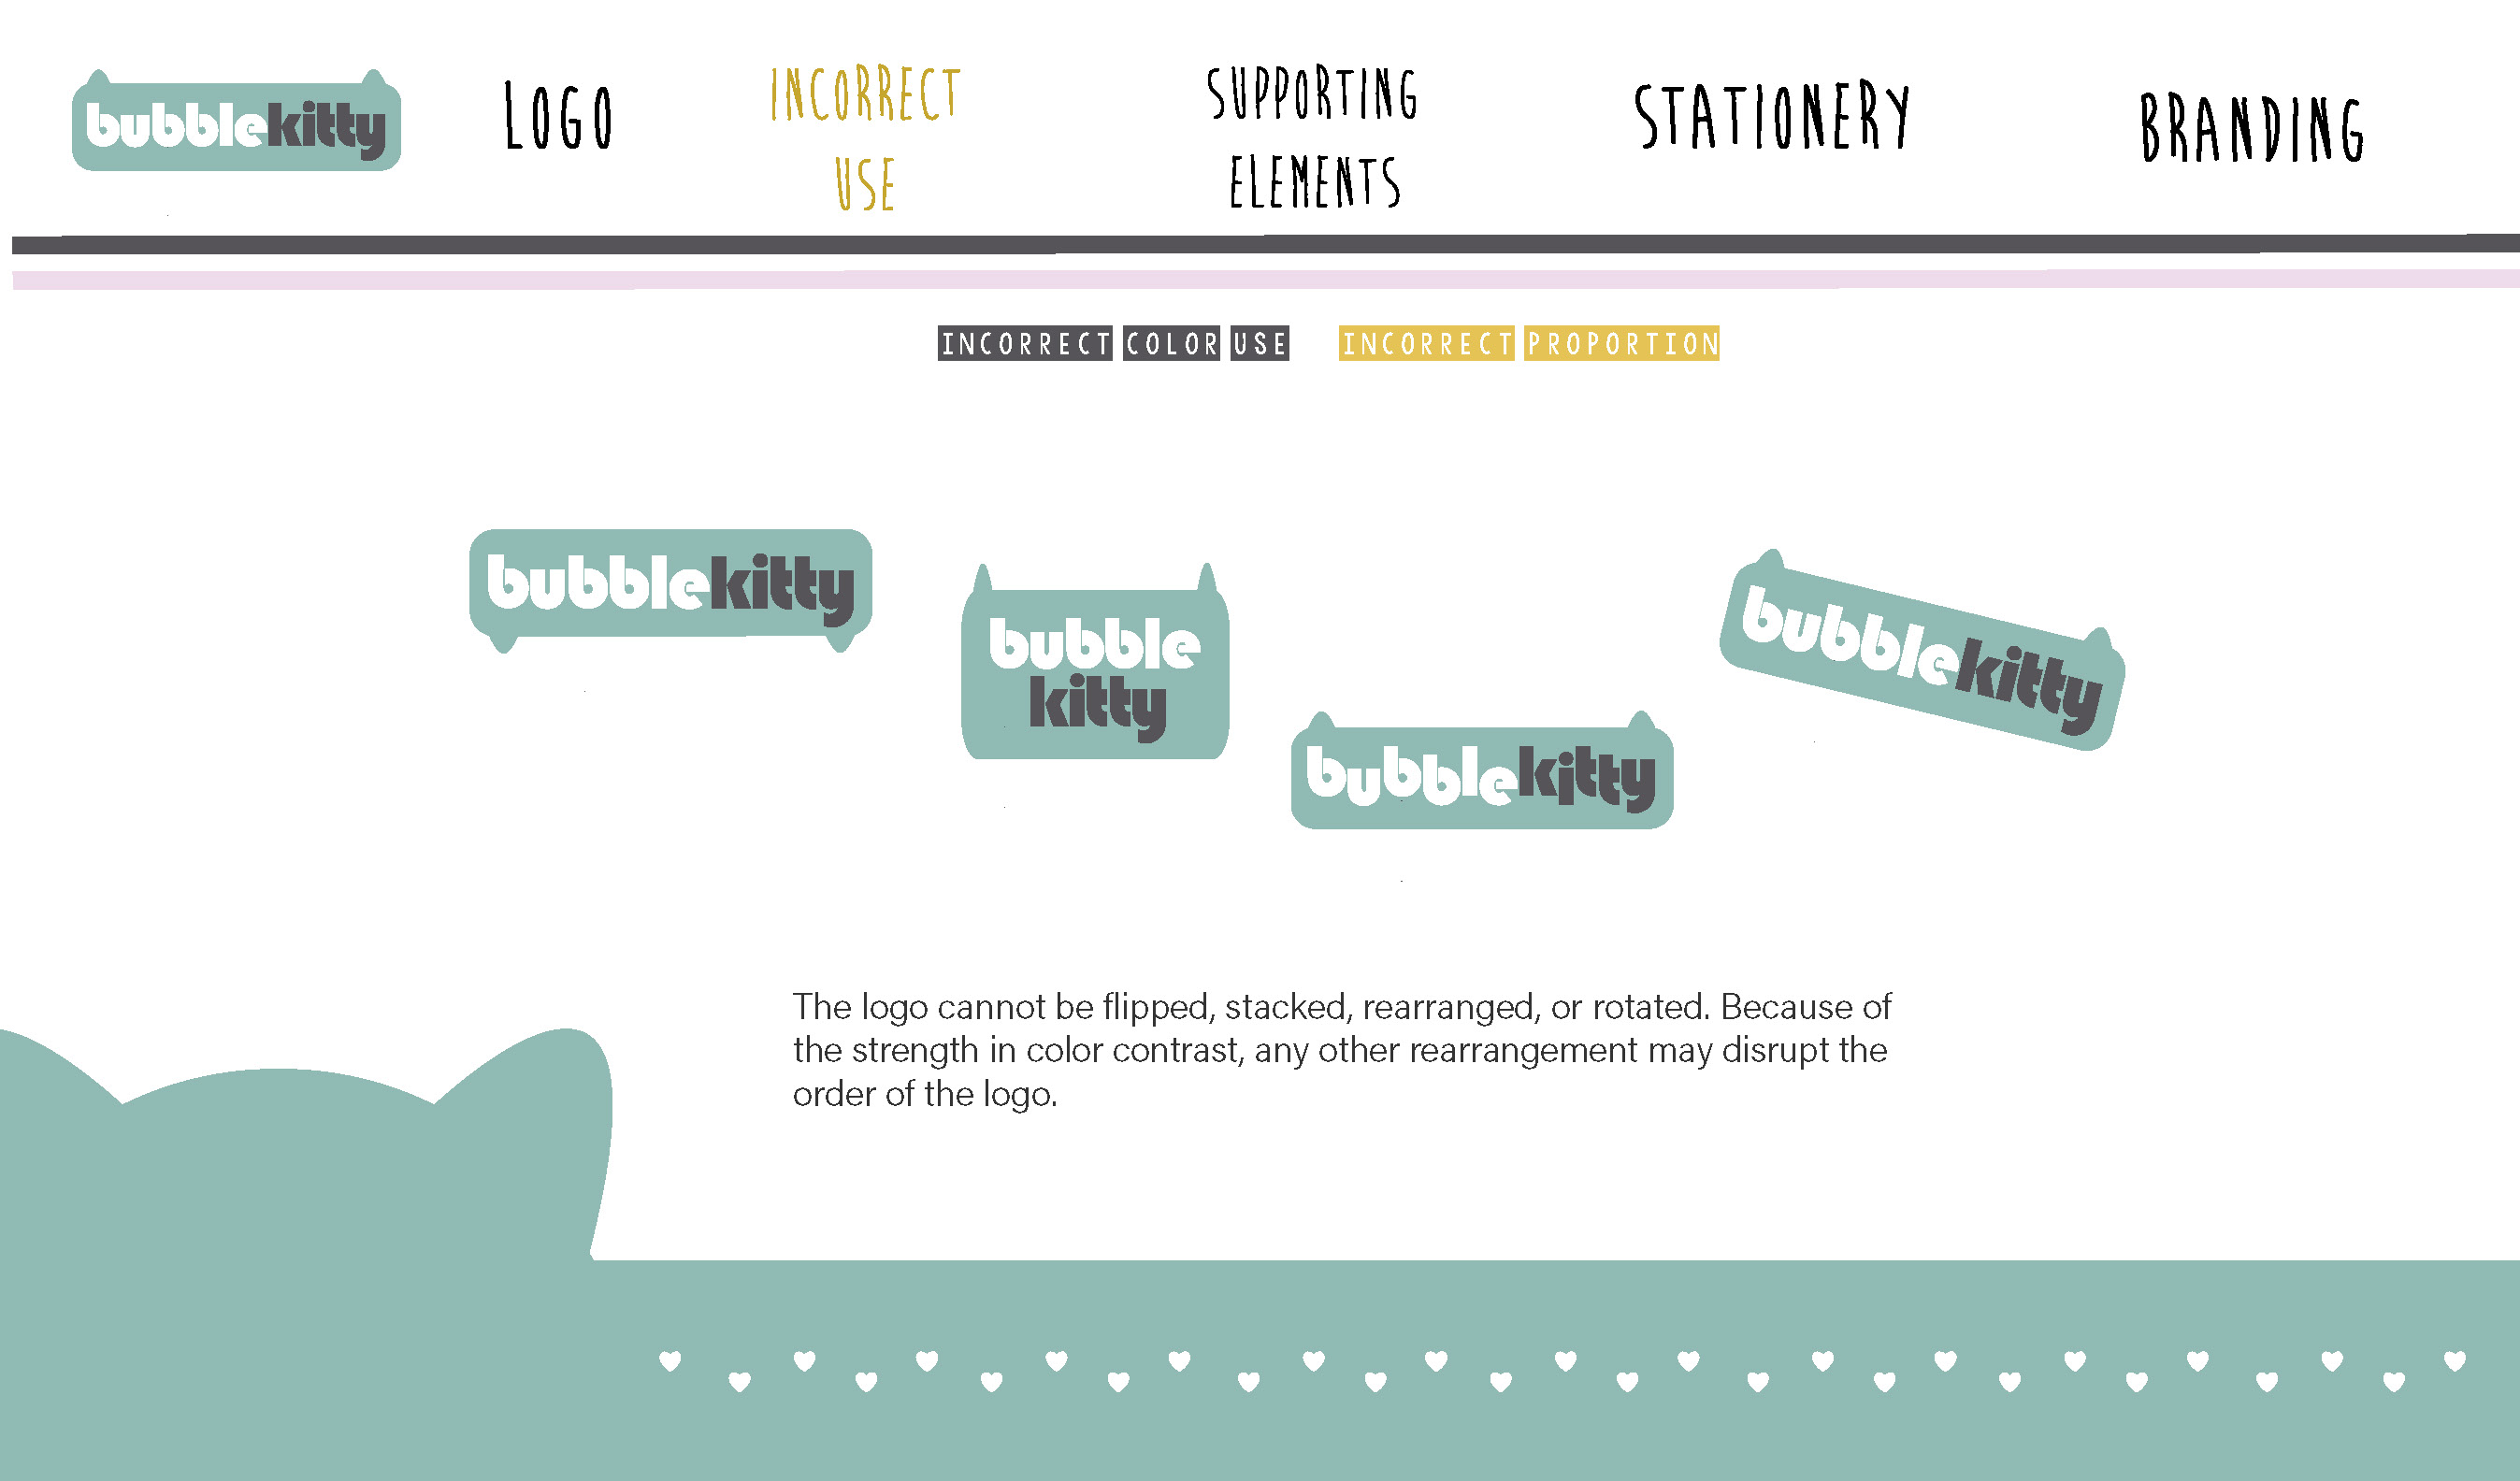 bubblekitty
LOGO
INCORRECT
USE
SUPPORTING
ELEMENTS
STATIONERY
BRANDING
INCORRECT COLOR USE
INCORRECT PROPORTION
bubblekitty
bubble
kitty
bubblekitty
bubblekitty
The logo cannot be flipped, stacked, rearranged, or rotated. Because of
the strength in color contrast, any other rearrangement may disrupt the
order of the logo.